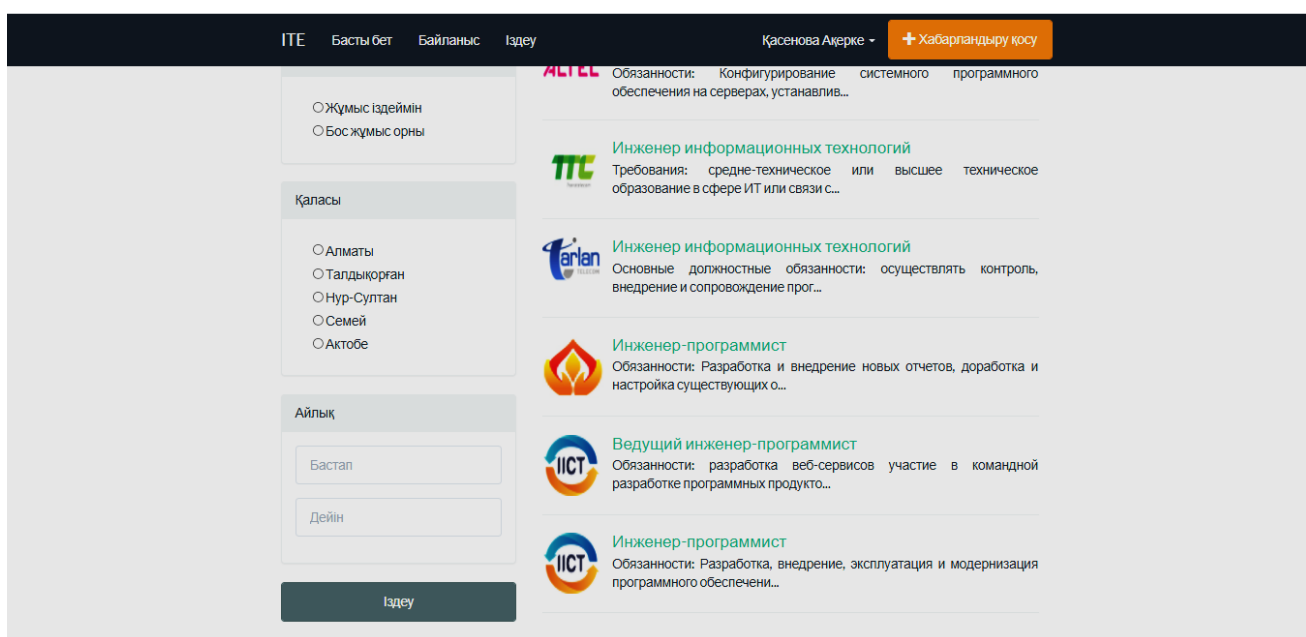 ITE Басты бет Байланыс Іздеу Қасенова Ақерке + Хабарландыру қосу
Жұмыс іздеймін
Бос жұмыс орны
Қаласы
Алматы
Талдықорған
Нур-Султан
Семей
Актобе
Айлық
Бастап
Дейін
Іздеу
ALTEL
Обязанности: Конфигурирование системного программного
обеспечения на серверах, устанавлив...
TTC
Инженер информационных технологий
Требования: средне-техническое или высшее техническое
образование в сфере ИТ или связи с...
Tarlan
TELECOM
Инженер информационных технологий
Основные должностные обязанности: осуществлять контроль,
внедрение и сопровождение прог...
Инженер-программист
Обязанности: Разработка и внедрение новых отчетов, доработка и
настройка существующих о...
IICT
Ведущий инженер-программист
Обязанности: разработка веб-сервисов участие в командной
разработке программных продукто...
IICT
Инженер-программист
Обязанности: Разработка, внедрение, эксплуатация и модернизация
программного обеспечени...